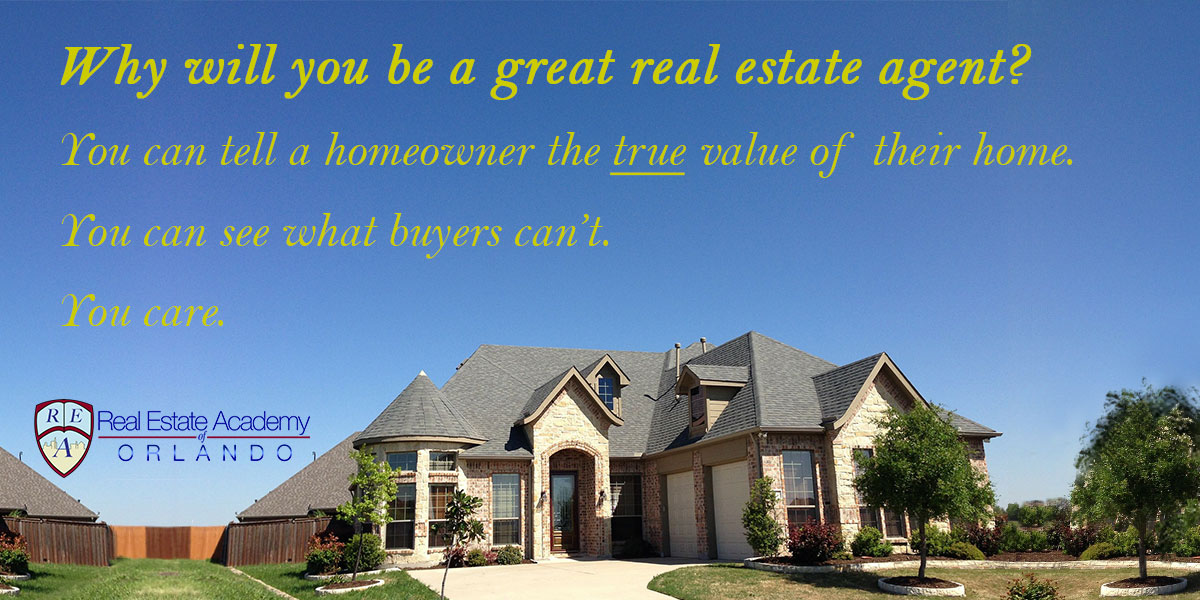 Why will you be a great real estate agent?
You can tell a homeowner the true value of their home.
You can see what buyers can't.
You care.
R E
A
Real Estate Academy
of
ORLANDO